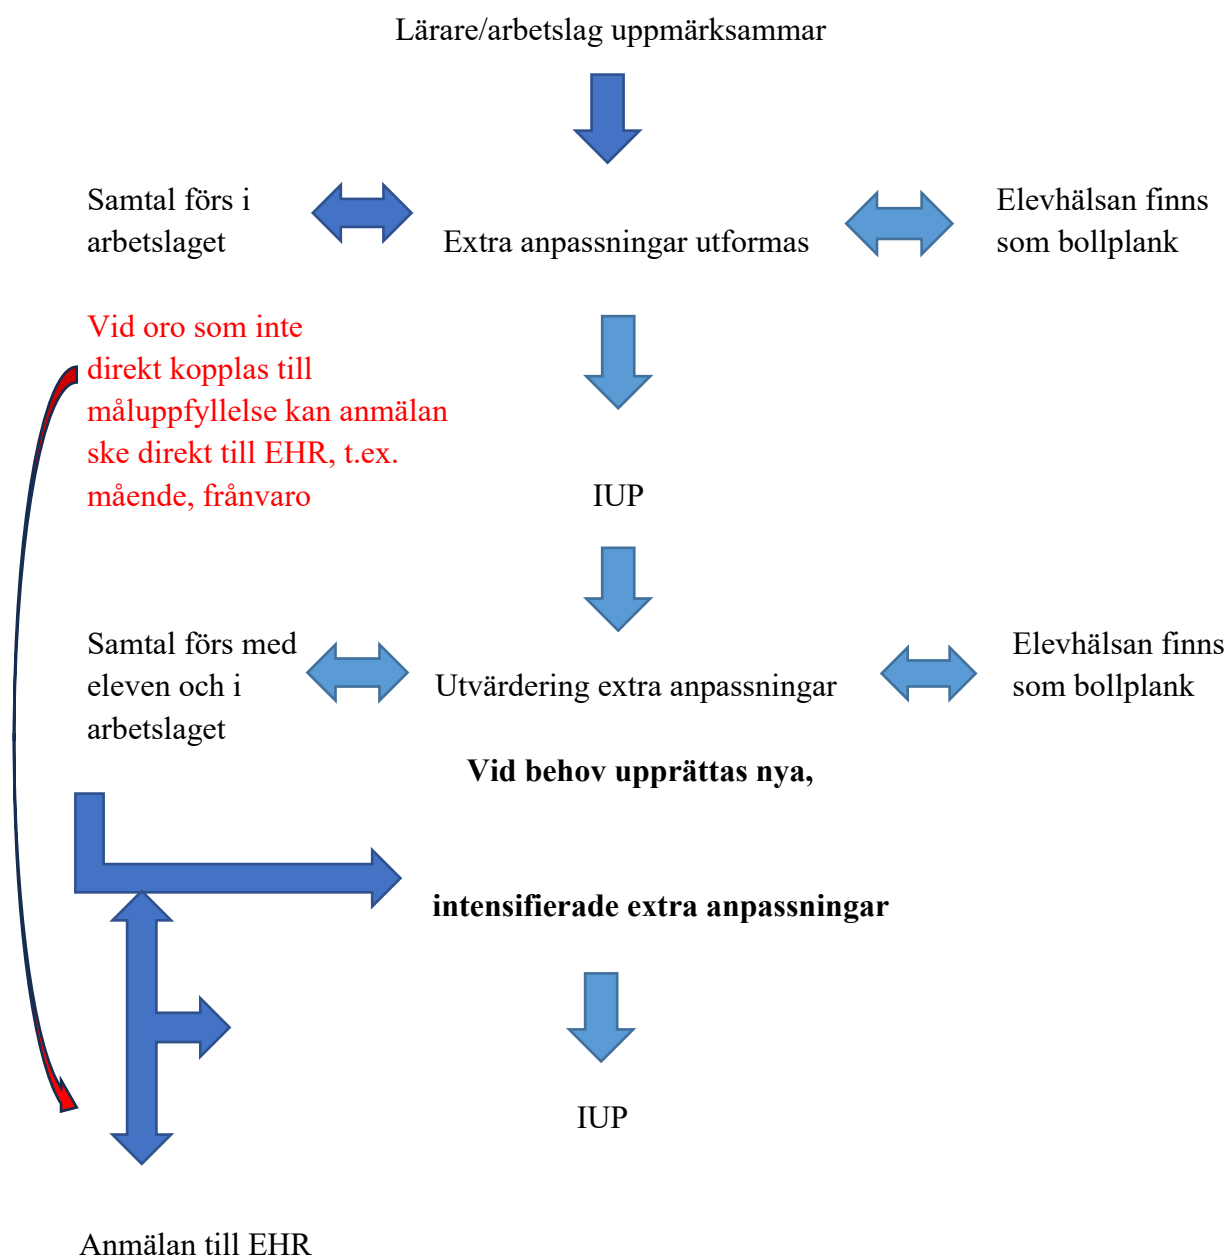 Lärare/arbetslag uppmärksammar
Samtal förs i
arbetslaget
Extra anpassningar utformas
Elevhälsan finns
som bollplank
Vid oro som inte
direkt kopplas till
måluppfyllelse kan anmälan
ske direkt till EHR, t.ex.
mående, frånvaro
IUP
Samtal förs med
eleven och i
arbetslaget
Utvärdering extra anpassningar
Elevhälsan finns
som bollplank
Vid behov upprättas nya,
intensifierade extra anpassningar
IUP
Anmälan till EHR